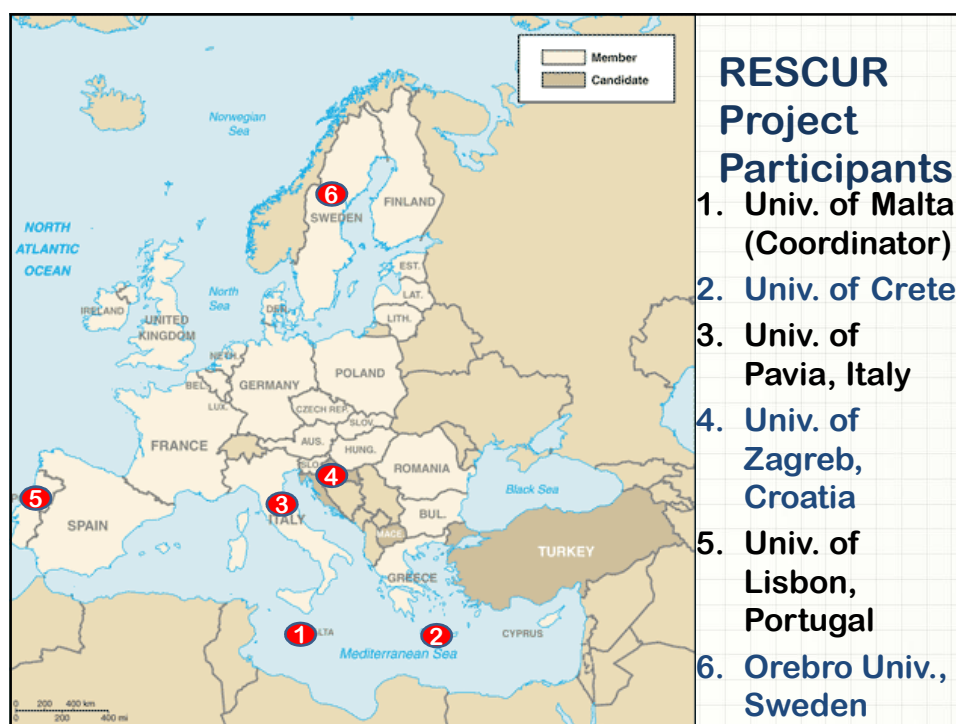 Member
Candidate
Norwegian
Sea
6
SWEDEN
FINLAND
NORTH
ATLANTIC
OCEAN
EST.
LAT.
LITH.
North
Sea
DEN.
IRELAND
UNITED
KINGDOM
NETH.
BEL.
LUX.
GERMANY
POLAND
CZECH REP.
SLOV.
FRANCE
AUS.
HUNG.
SLO
ROMANIA
4
5
3
ITALY
SPAIN
BUL.
Black Sea
MACE.
TURKEY
GREECE
1
LTA
2
CYPRUS
Mediterranean Sea
0 200 400 km
0 200 400 mi
RESCUR
Project
Participants
1. Univ. of Malta
(Coordinator)
2. Univ. of Crete
3. Univ. of
Pavia, Italy
4. Univ. of
Zagreb,
Croatia
5. Univ. of
Lisbon,
Portugal
6. Orebro Univ.,
Sweden